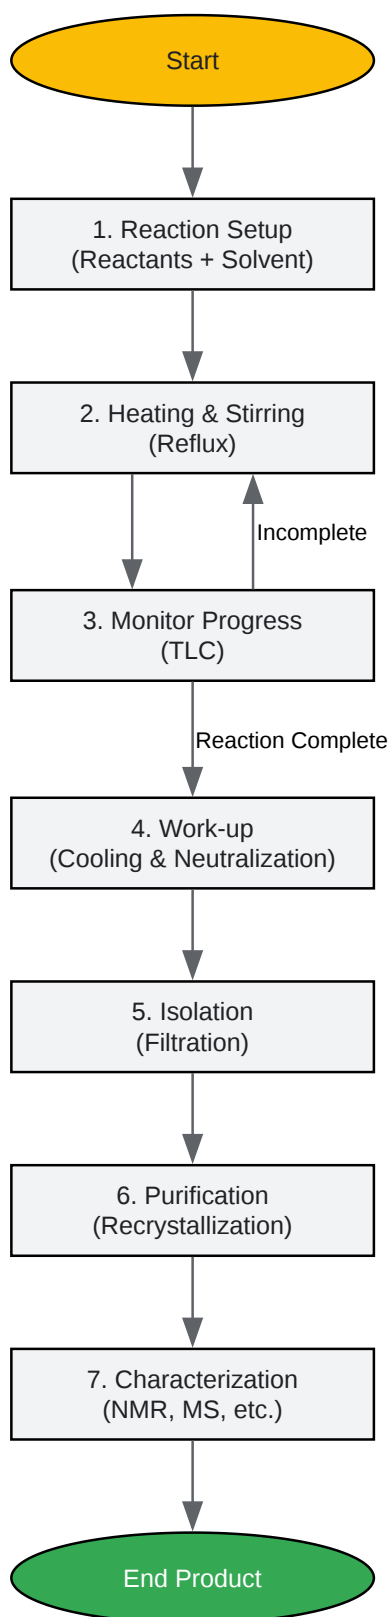 Start
1. Reaction Setup
(Reactants + Solvent)
2. Heating & Stirring
(Reflux)
Incomplete
3. Monitor Progress
(TLC)
Reaction Complete
4. Work-up
(Cooling & Neutralization)
5. Isolation
(Filtration)
6. Purification
(Recrystallization)
7. Characterization
(NMR, MS, etc.)
End Product